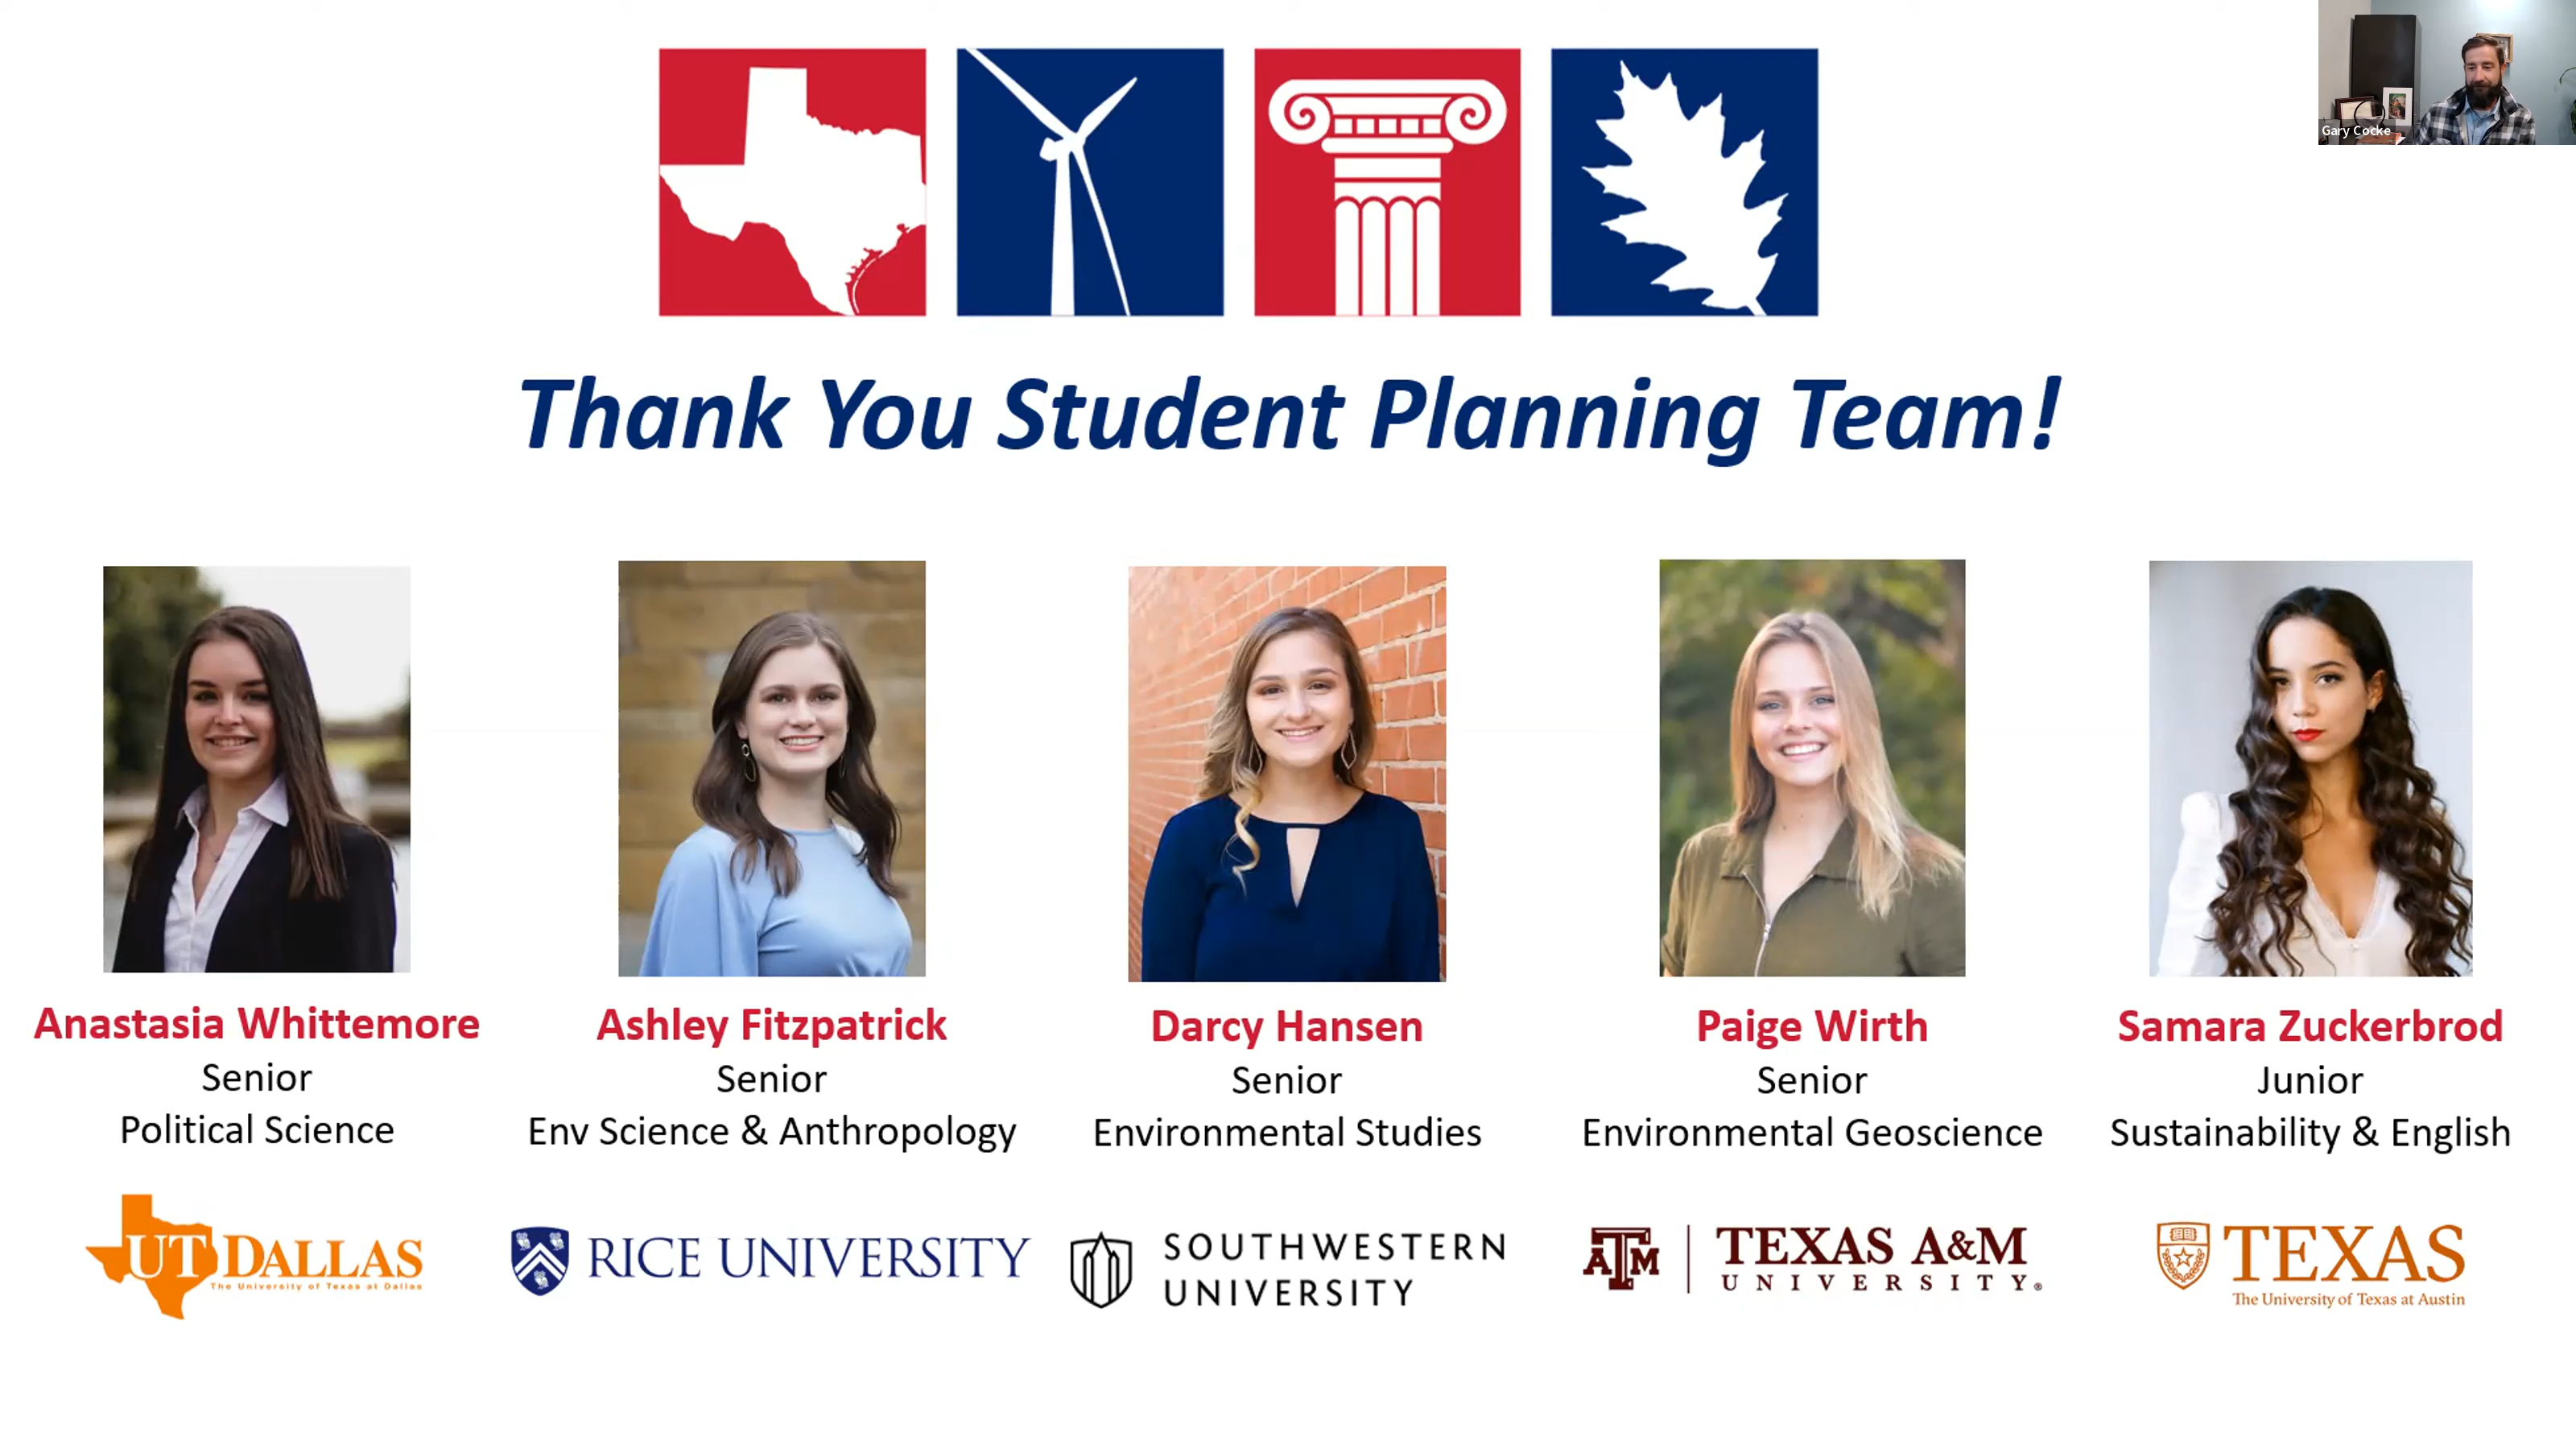 Gary Cocke
Thank You Student Planning Team!
Anastasia Whittemore
Senior
Political Science
UT DALLAS
The University of Texas at Dallas
Ashley Fitzpatrick
Senior
Env Science & Anthropology
RICE UNIVERSITY
Darcy Hansen
Senior
Environmental Studies
SOUTHWESTERN
UNIVERSITY
Paige Wirth
Senior
Environmental Geoscience
ATM
TEXAS A&M
UNIVERSITY®
Samara Zuckerbrod
Junior
Sustainability & English
TEXAS
The University of Texas at Austin